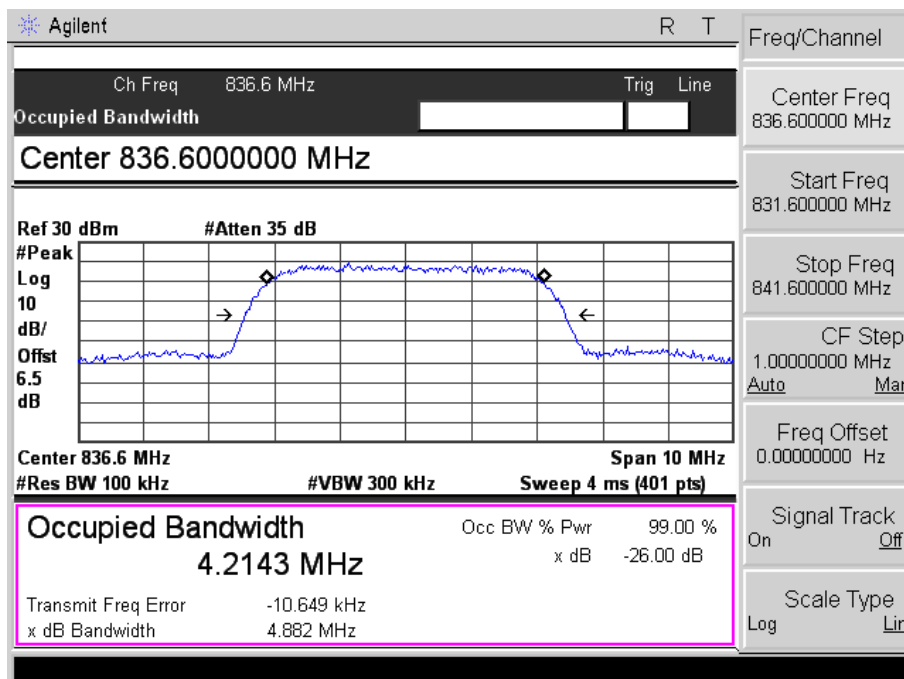 Agilent R T
Ch Freq 836.6 MHz Trig Line
Occupied Bandwidth
Center 836.6000000 MHz
Ref 30 dBm #Atten 35 dB
#Peak
Log
10
dB/
Offst
6.5
dB
Center 836.6 MHz Span 10 MHz
#Res BW 100 kHz #VBW 300 kHz Sweep 4 ms (401 pts)
Occupied Bandwidth
4.2143 MHz
Occ BW % Pwr 99.00 %
x dB -26.00 dB
Transmit Freq Error -10.649 kHz
x dB Bandwidth 4.882 MHz
Freq/Channel
Center Freq
836.600000 MHz
Start Freq
831.600000 MHz
Stop Freq
841.600000 MHz
CF Step
1.00000000 MHz
Auto Mar
Freq Offset
0.00000000 Hz
Signal Track
On Off
Scale Type
Log Lin